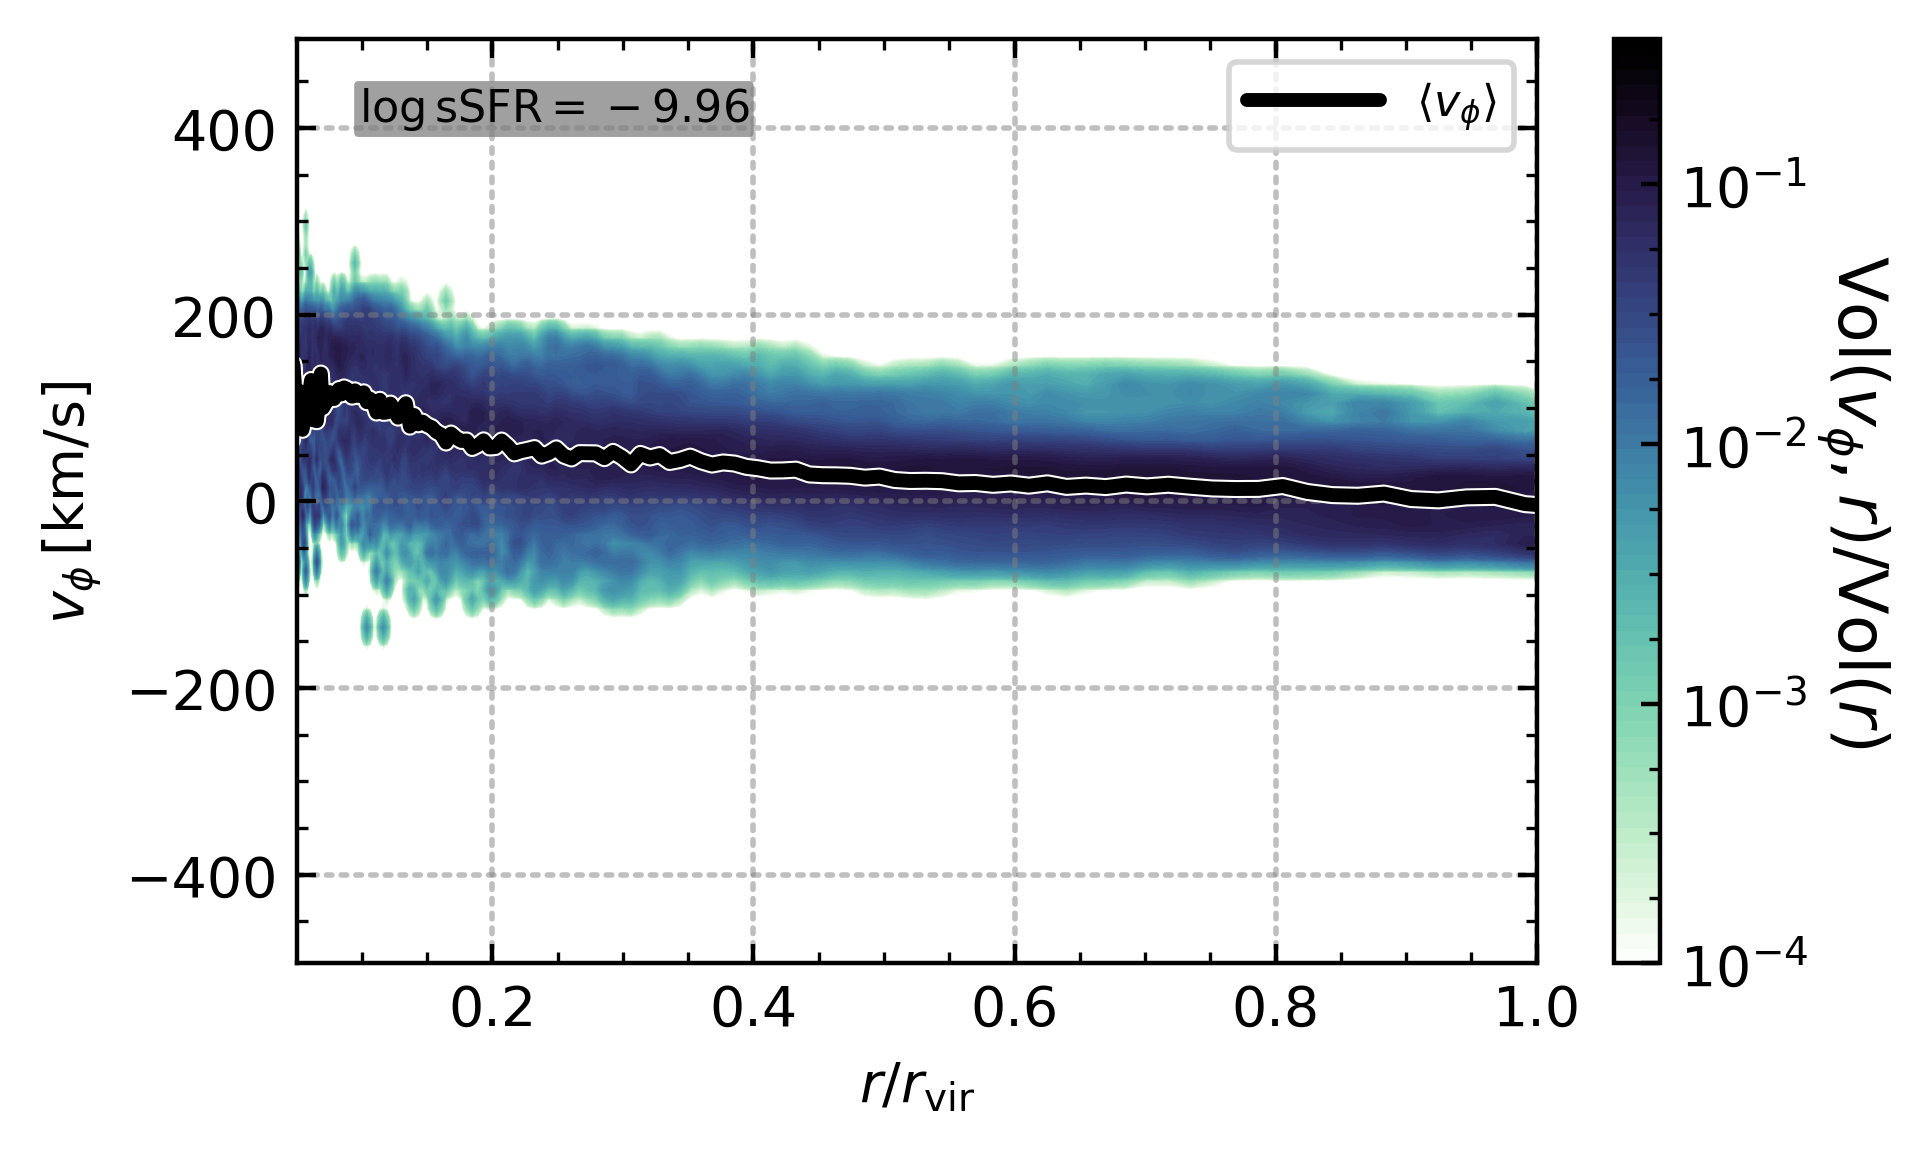 log sSFR = − 9.96
⟨v_ϕ⟩
400
200
0
−200
−400
v_ϕ [km/s]
0.2 0.4 0.6 0.8 1.0
r/r_vir
10⁻¹
10⁻²
10⁻³
10⁻⁴
Vol(v_ϕ, r)/Vol(r)